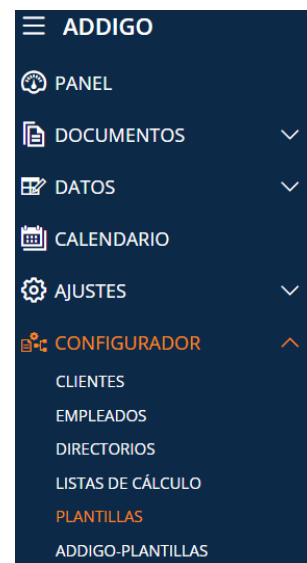 ADDIGO
PANEL
DOCUMENTOS
DATOS
CALENDARIO
AJUSTES
CONFIGURADOR
CLIENTES
EMPLEADOS
DIRECTORIOS
LISTAS DE CÁLCULO
PLANTILLAS
ADDIGO-PLANTILLAS